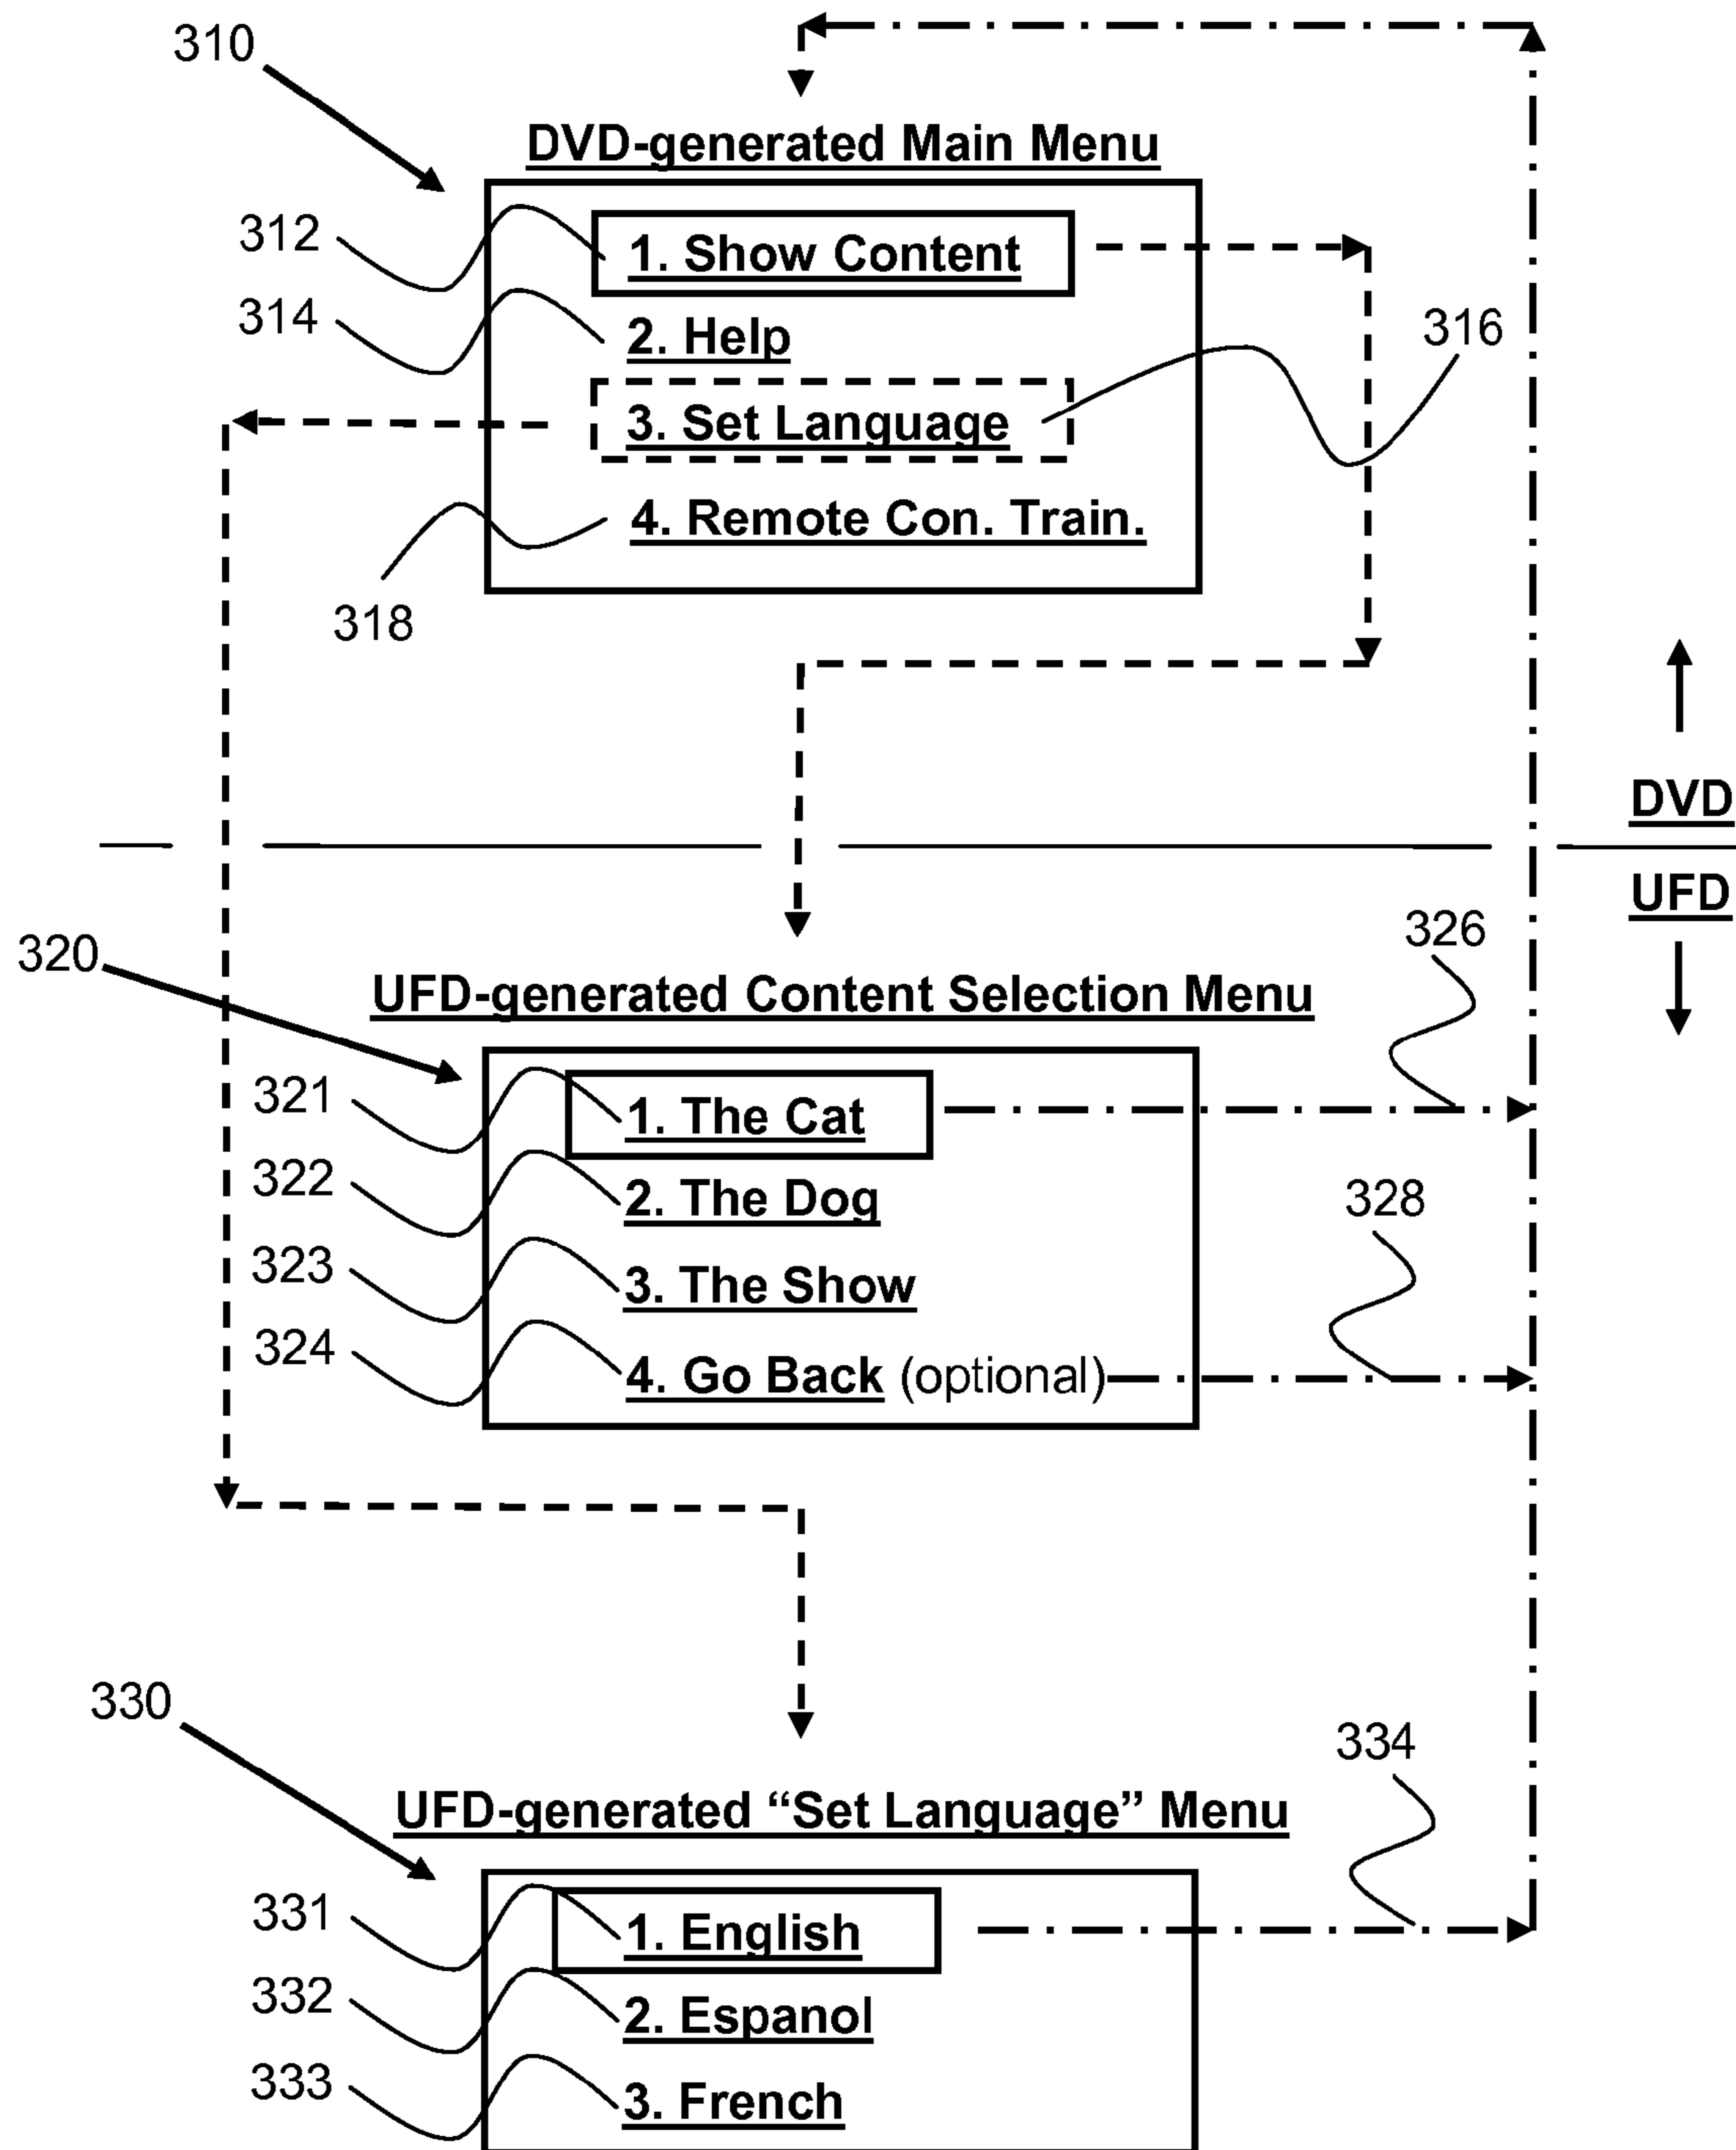 310
DVD-generated Main Menu
312
1. Show Content
314
2. Help
316
3. Set Language
4. Remote Con. Train.
318
DVD
UFD
320
326
UFD-generated Content Selection Menu
321
1. The Cat
322
2. The Dog
328
323
3. The Show
324
4. Go Back (optional)
330
334
UFD-generated “Set Language” Menu
331
1. English
332
2. Espanol
333
3. French